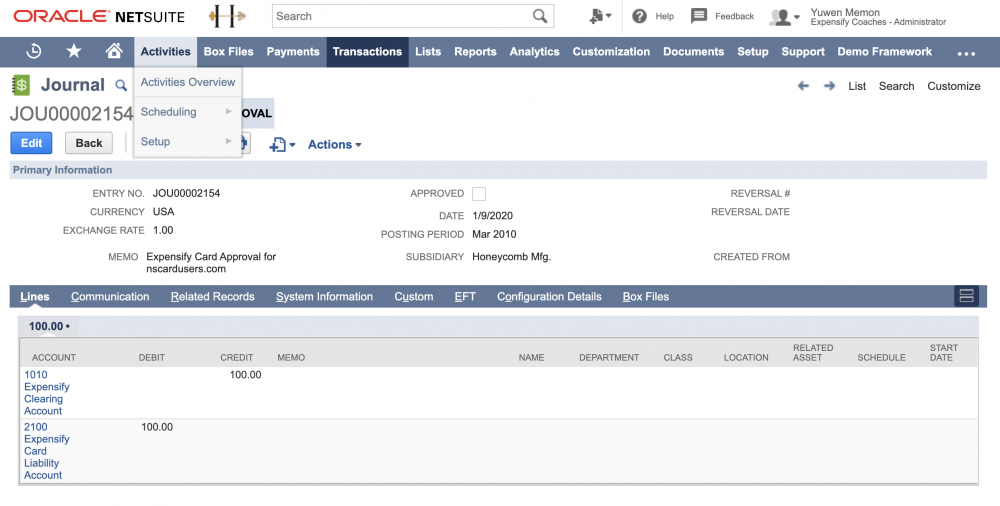 ORACLE NETSUITE
H
Search
Help
Feedback
Yuwen Memon
Expensify Coaches - Administrator
Activities Box Files Payments Transactions Lists Reports Analytics Customization Documents Setup Support Demo Framework ...
Journal
Activities Overview
Scheduling
Setup
List Search Customize
JOU00002154
OVAL
Edit Back Actions
Primary Information
ENTRY NO. JOU00002154
CURRENCY USA
EXCHANGE RATE 1.00
MEMO Expensify Card Approval for
nscardusers.com
APPROVED
DATE 1/9/2020
POSTING PERIOD Mar 2010
SUBSIDIARY Honeycomb Mfg.
REVERSAL #
REVERSAL DATE
CREATED FROM
Lines Communication Related Records System Information Custom EFT Configuration Details Box Files
100.00 •
ACCOUNT DEBIT CREDIT MEMO NAME DEPARTMENT CLASS LOCATION RELATED ASSET SCHEDULE START DATE
1010 100.00
Expensify
Clearing
Account
2100 100.00
Expensify
Card
Liability
Account